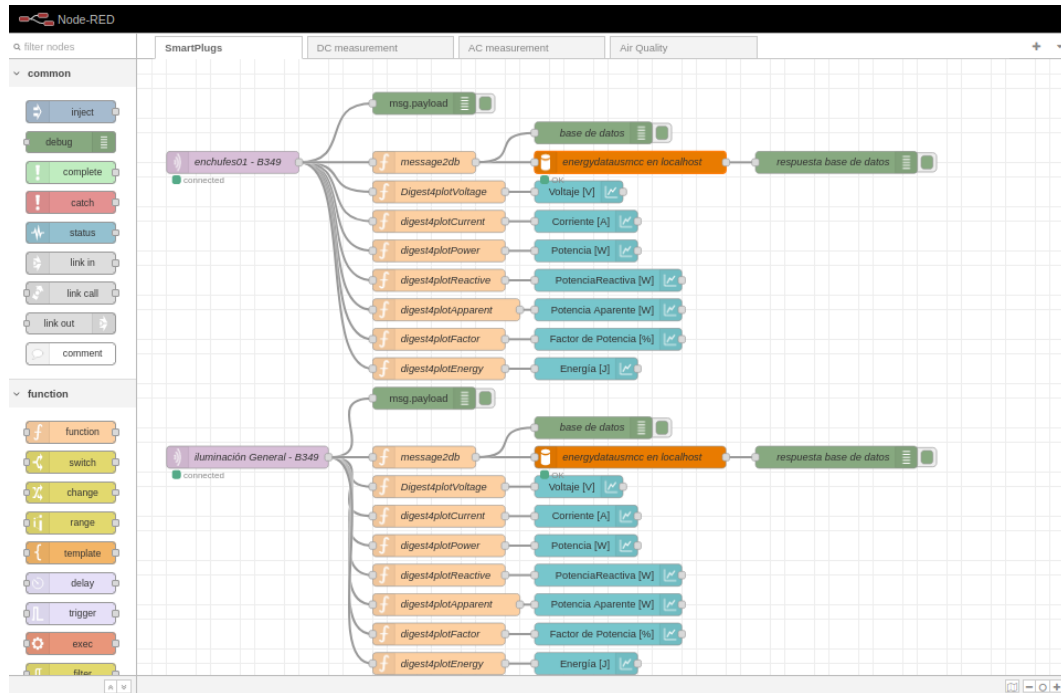 Node-RED
filter nodes
SmartPlugs
DC measurement
AC measurement
Air Quality
common
inject
debug
complete
catch
status
link in
link call
link out
comment
function
function
switch
change
range
template
delay
trigger
exec
filter
msg.payload
base de datos
enchufes01 - B349
connected
message2db
energydatausmcc en localhost
OK
respuesta base de datos
Digest4plotVoltage
Voltaje [V]
digest4plotCurrent
Corriente [A]
digest4plotPower
Potencia [W]
digest4plotReactive
PotenciaReactiva [W]
digest4plotApparent
Potencia Aparente [W]
digest4plotFactor
Factor de Potencia [%]
digest4plotEnergy
Energía [J]
msg.payload
base de datos
iluminación General - B349
connected
message2db
energydatausmcc en localhost
OK
respuesta base de datos
Digest4plotVoltage
Voltaje [V]
digest4plotCurrent
Corriente [A]
digest4plotPower
Potencia [W]
digest4plotReactive
PotenciaReactiva [W]
digest4plotApparent
Potencia Aparente [W]
digest4plotFactor
Factor de Potencia [%]
digest4plotEnergy
Energía [J]